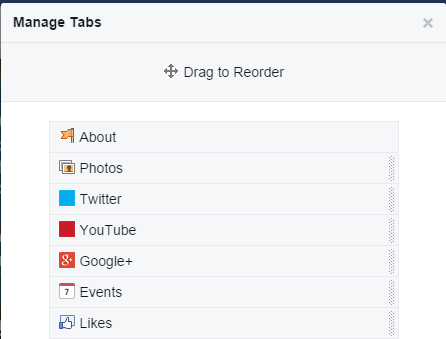 Manage Tabs ×
Drag to Reorder
About
Photos
Twitter
YouTube
g+ Google+
7 Events
Likes